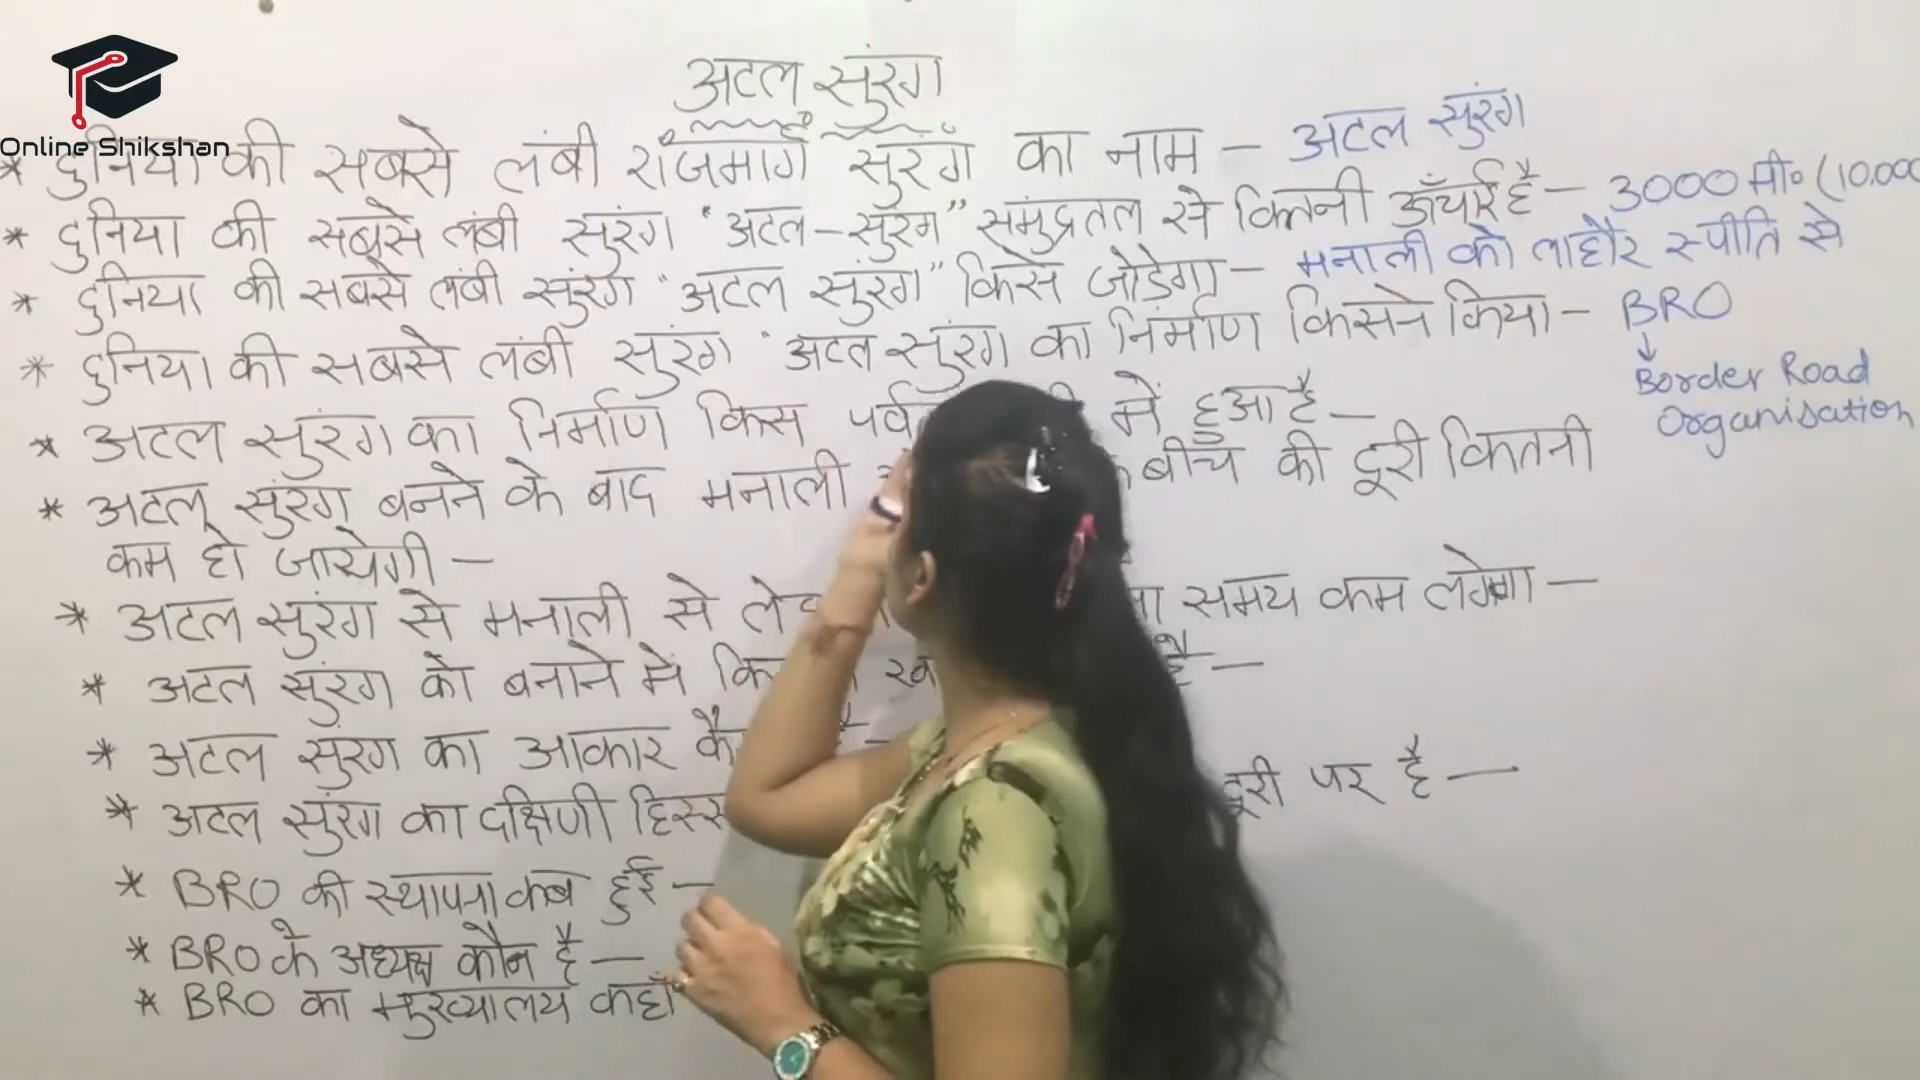 Online Shikshan
अटल सुरंग
* दुनिया की सबसे लंबी राजमार्ग सुरंग का नाम - अटल सुरंग
* दुनिया की सबसे लंबी सुरंग "अटल-सुरंग" समुंद्रतल से कितनी ऊँचाई है - 3000 मी० (10,000
* दुनिया की सबसे लंबी सुरंग "अटल सुरंग" किसे जोड़ेगा - मनाली को लाहौर स्पीति से
* दुनिया की सबसे लंबी सुरंग "अटल सुरंग का निर्माण किसने किया - BRO
↓
Border Road
Organisation
* अटल सुरंग का निर्माण किस में हुआ है -
* अटल सुरंग बनने के बाद मनाली बीच की दूरी कितनी
कम हो जायेगी -
* अटल सुरंग से मनाली से समय कम लगेगा -
* अटल सुरंग को बनाने में है -
* अटल सुरंग का आकार -
* अटल सुरंग का दक्षिणी दूरी पर है -
* BRO की स्थापना कब हुई -
* BRO के अध्यक्ष कौन है -
* BRO का मुख्यालय कहाँ